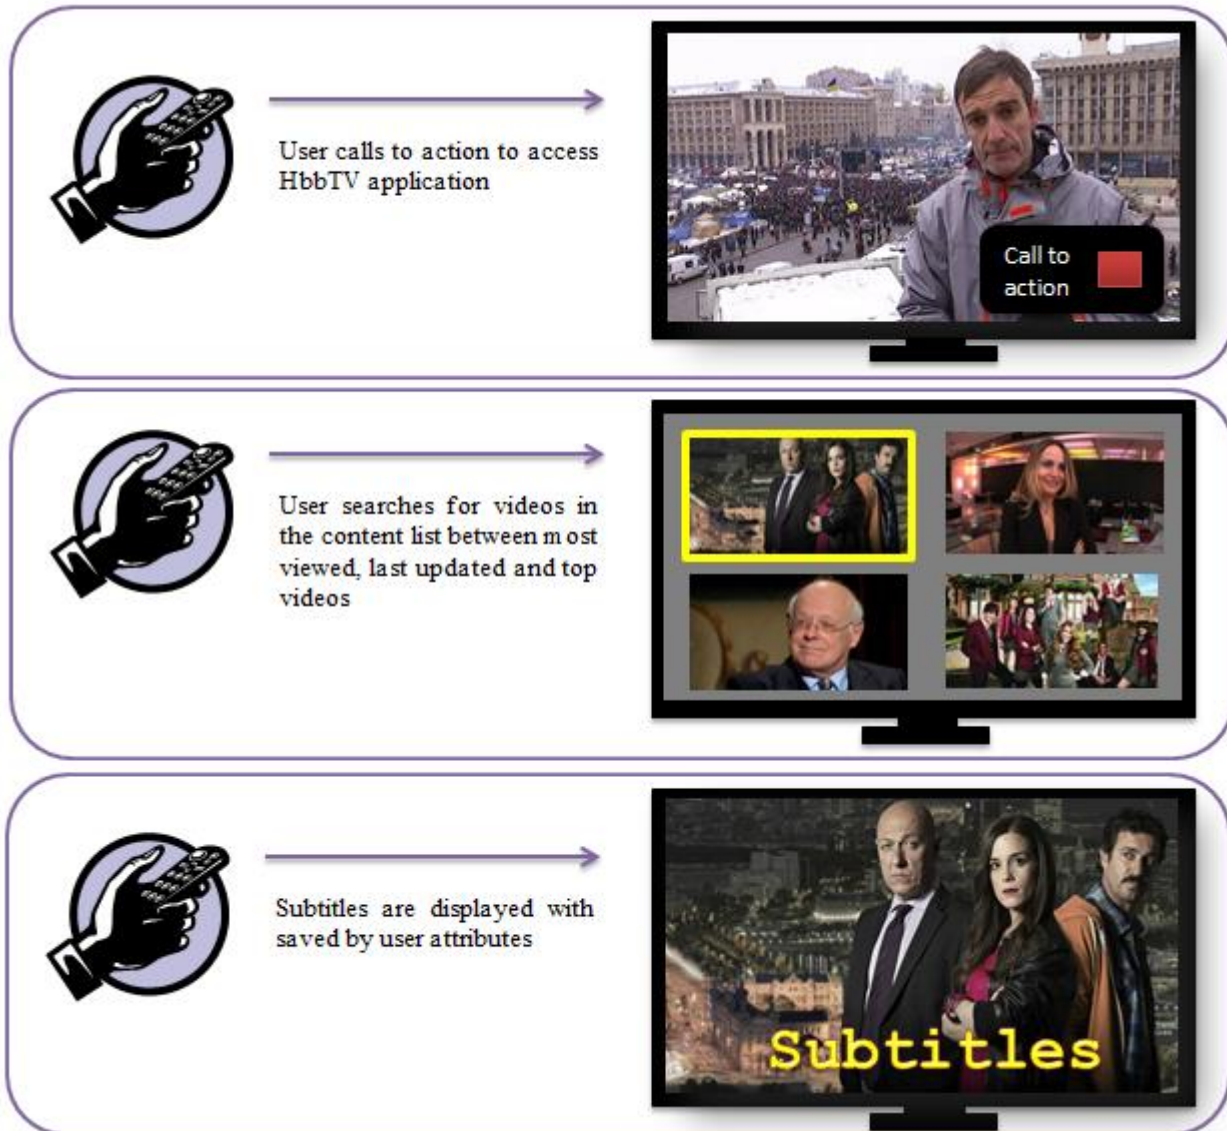 User calls to action to access
HbbTV application
Call to
action
User searches for videos in
the content list between most
viewed, last updated and top
videos
Subtitles are displayed with
saved by user attributes
Subtitles